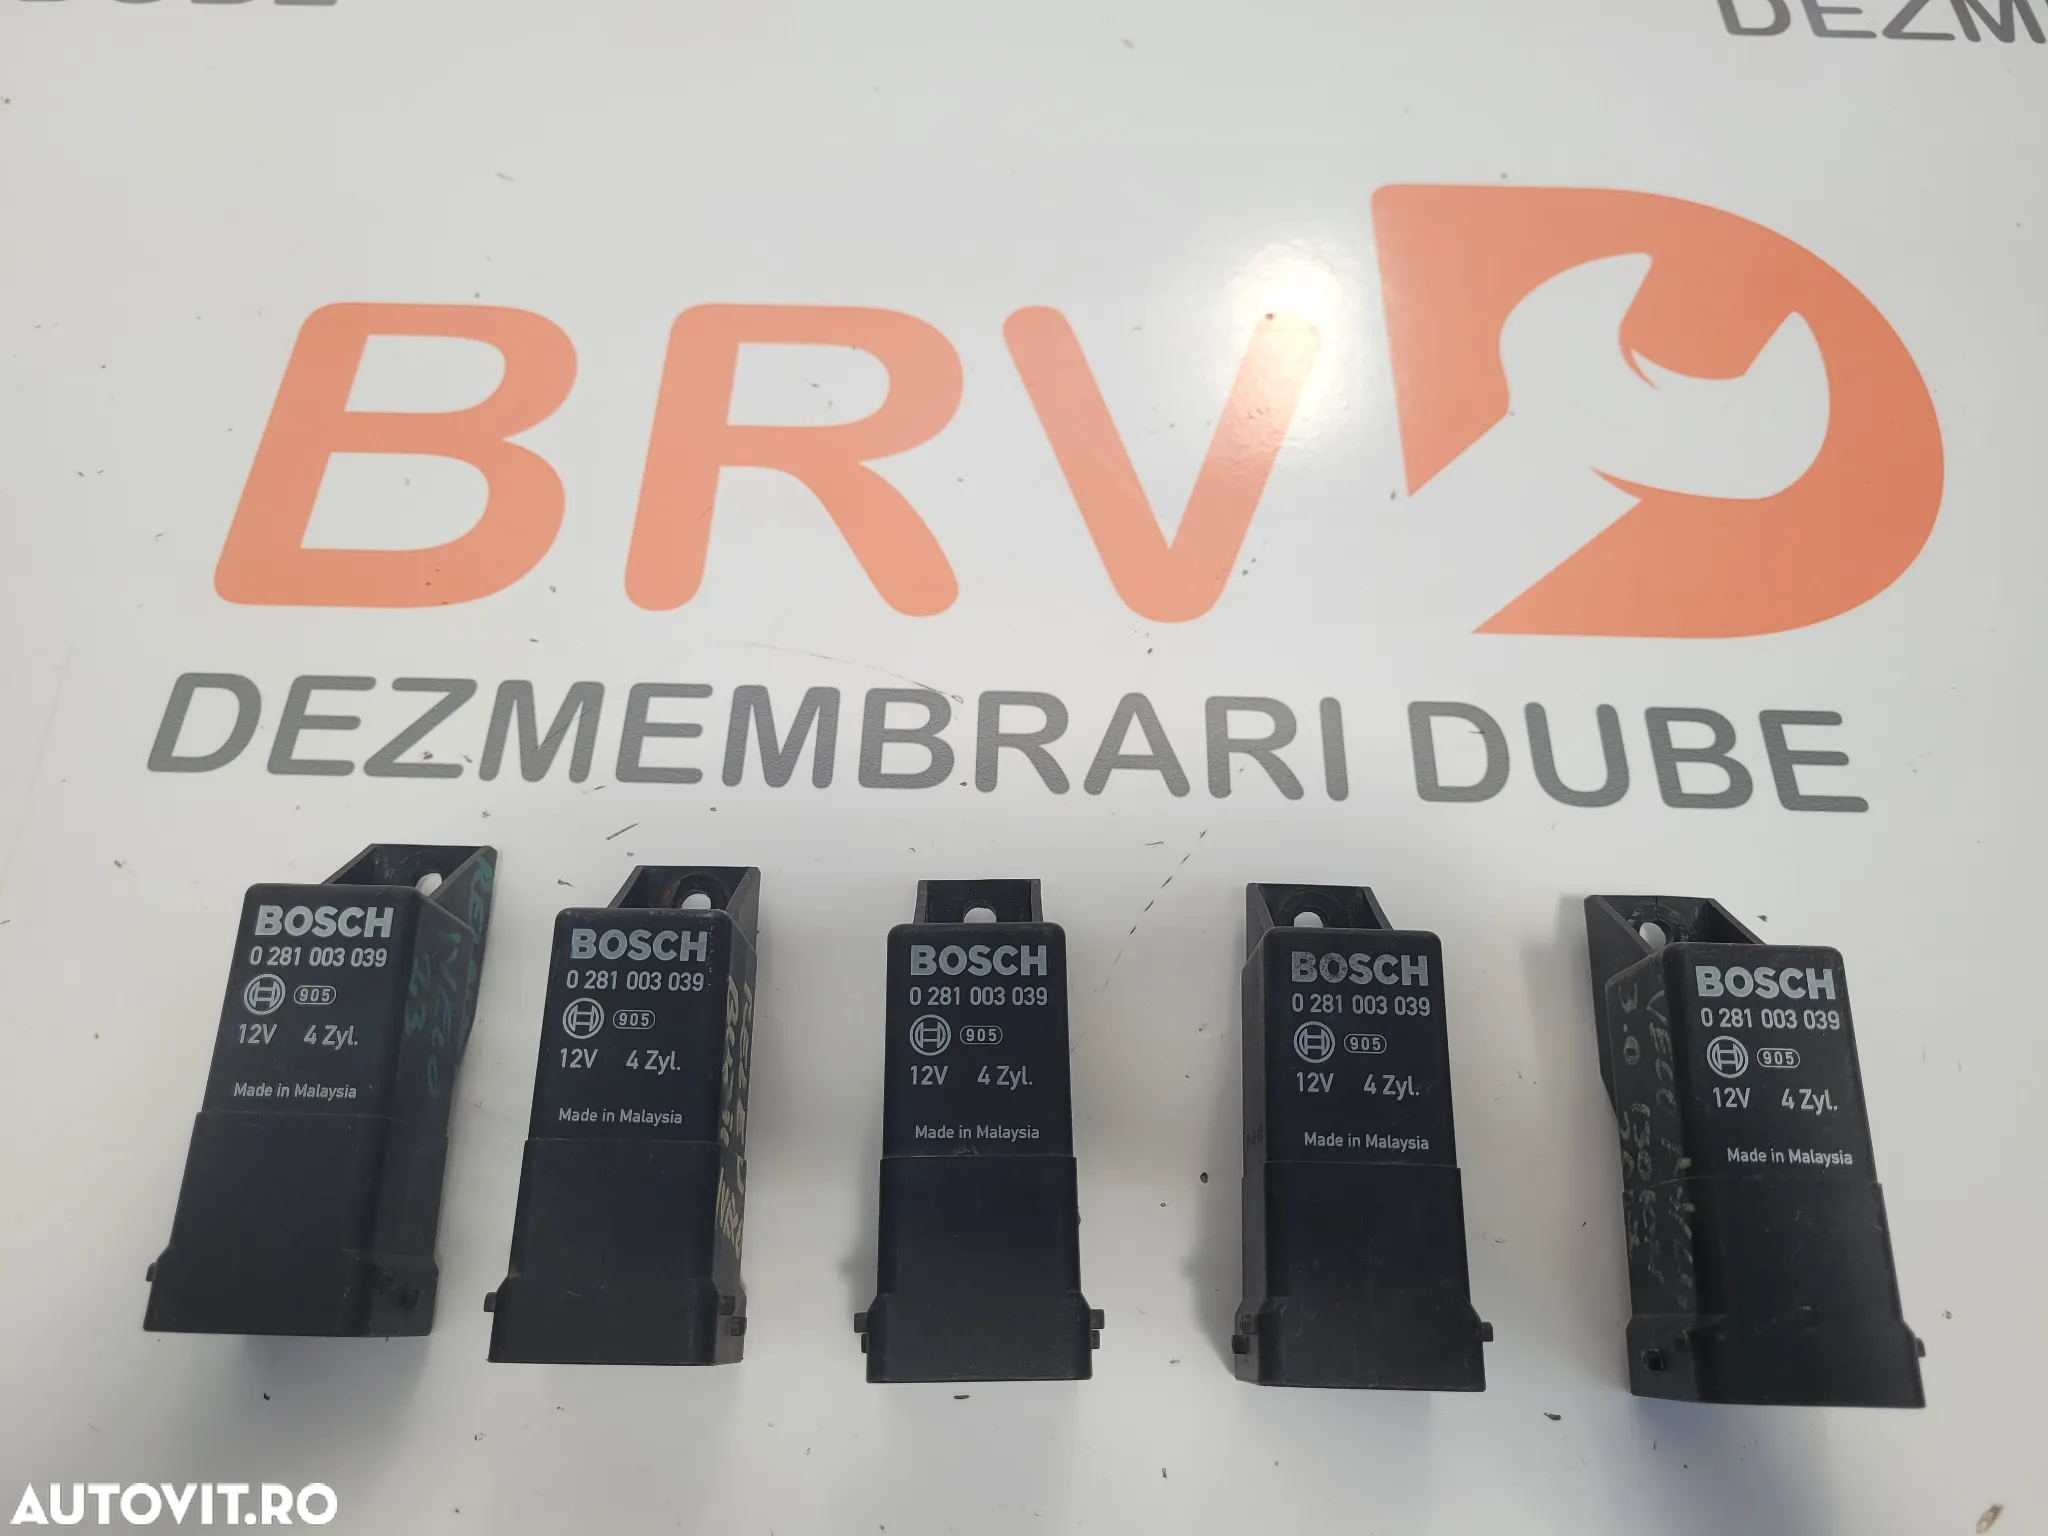 DEZM
BRV
DEZMEMBRARI DUBE
BOSCH
0 281 003 039
905
12V 4 Zyl.
Made in Malaysia
BOSCH
0 281 003 039
905
12V 4 Zyl.
Made in Malaysia
BOSCH
0 281 003 039
905
12V 4 Zyl.
Made in Malaysia
BOSCH
0 281 003 039
905
12V 4 Zyl.
Made in Malaysia
3.0
BOSCH
0 281 003 039
905
12V 4 Zyl.
Made in Malaysia
AUTOVIT.RO